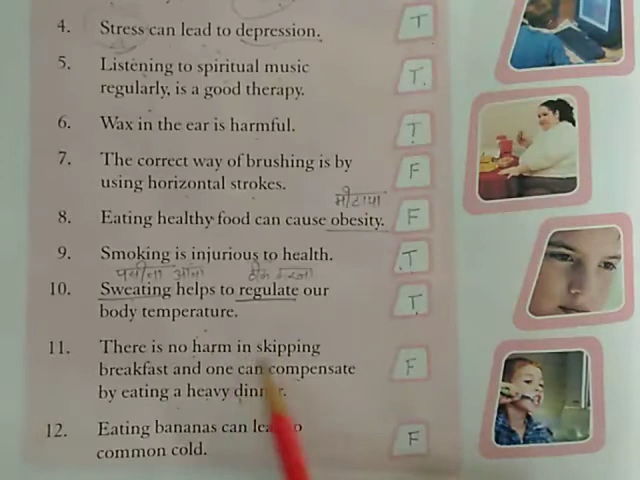 4. Stress can lead to depression. T
5. Listening to spiritual music
regularly, is a good therapy. T.
6. Wax in the ear is harmful. T
7. The correct way of brushing is by
using horizontal strokes. F
मोटापा
8. Eating healthy food can cause obesity. F
9. Smoking is injurious to health. T
पसीना आना ठीक करना
10. Sweating helps to regulate our
body temperature. T
11. There is no harm in skipping
breakfast and one can compensate
by eating a heavy dinner. F
12. Eating bananas can lead to
common cold. F